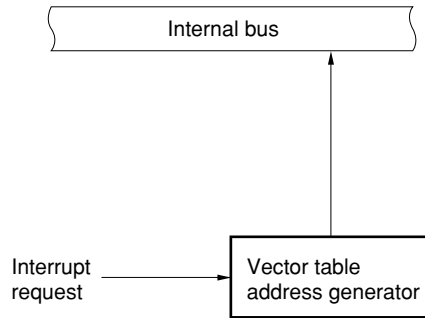 Internal bus
Interrupt
request
Vector table
address generator